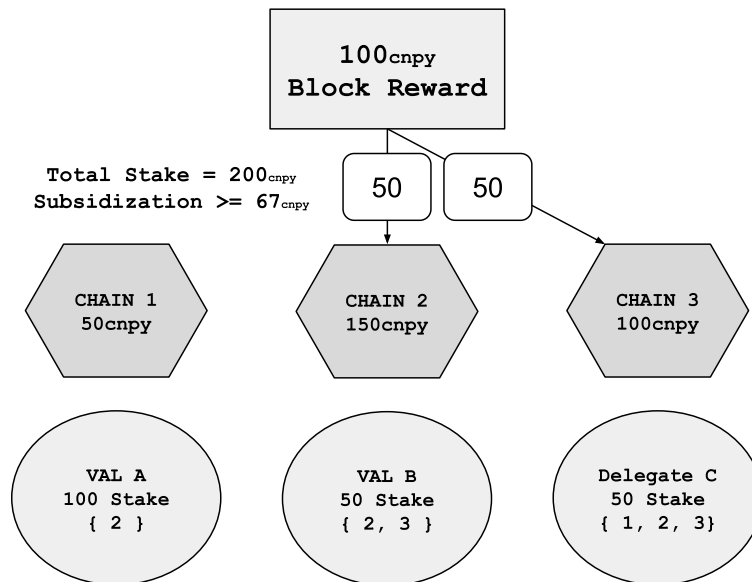 100cnpy
Block Reward
Total Stake = 200cnpy
Subsidization >= 67cnpy
50
50
CHAIN 1
50cnpy
CHAIN 2
150cnpy
CHAIN 3
100cnpy
VAL A
100 Stake
{ 2 }
VAL B
50 Stake
{ 2, 3 }
Delegate C
50 Stake
{ 1, 2, 3}